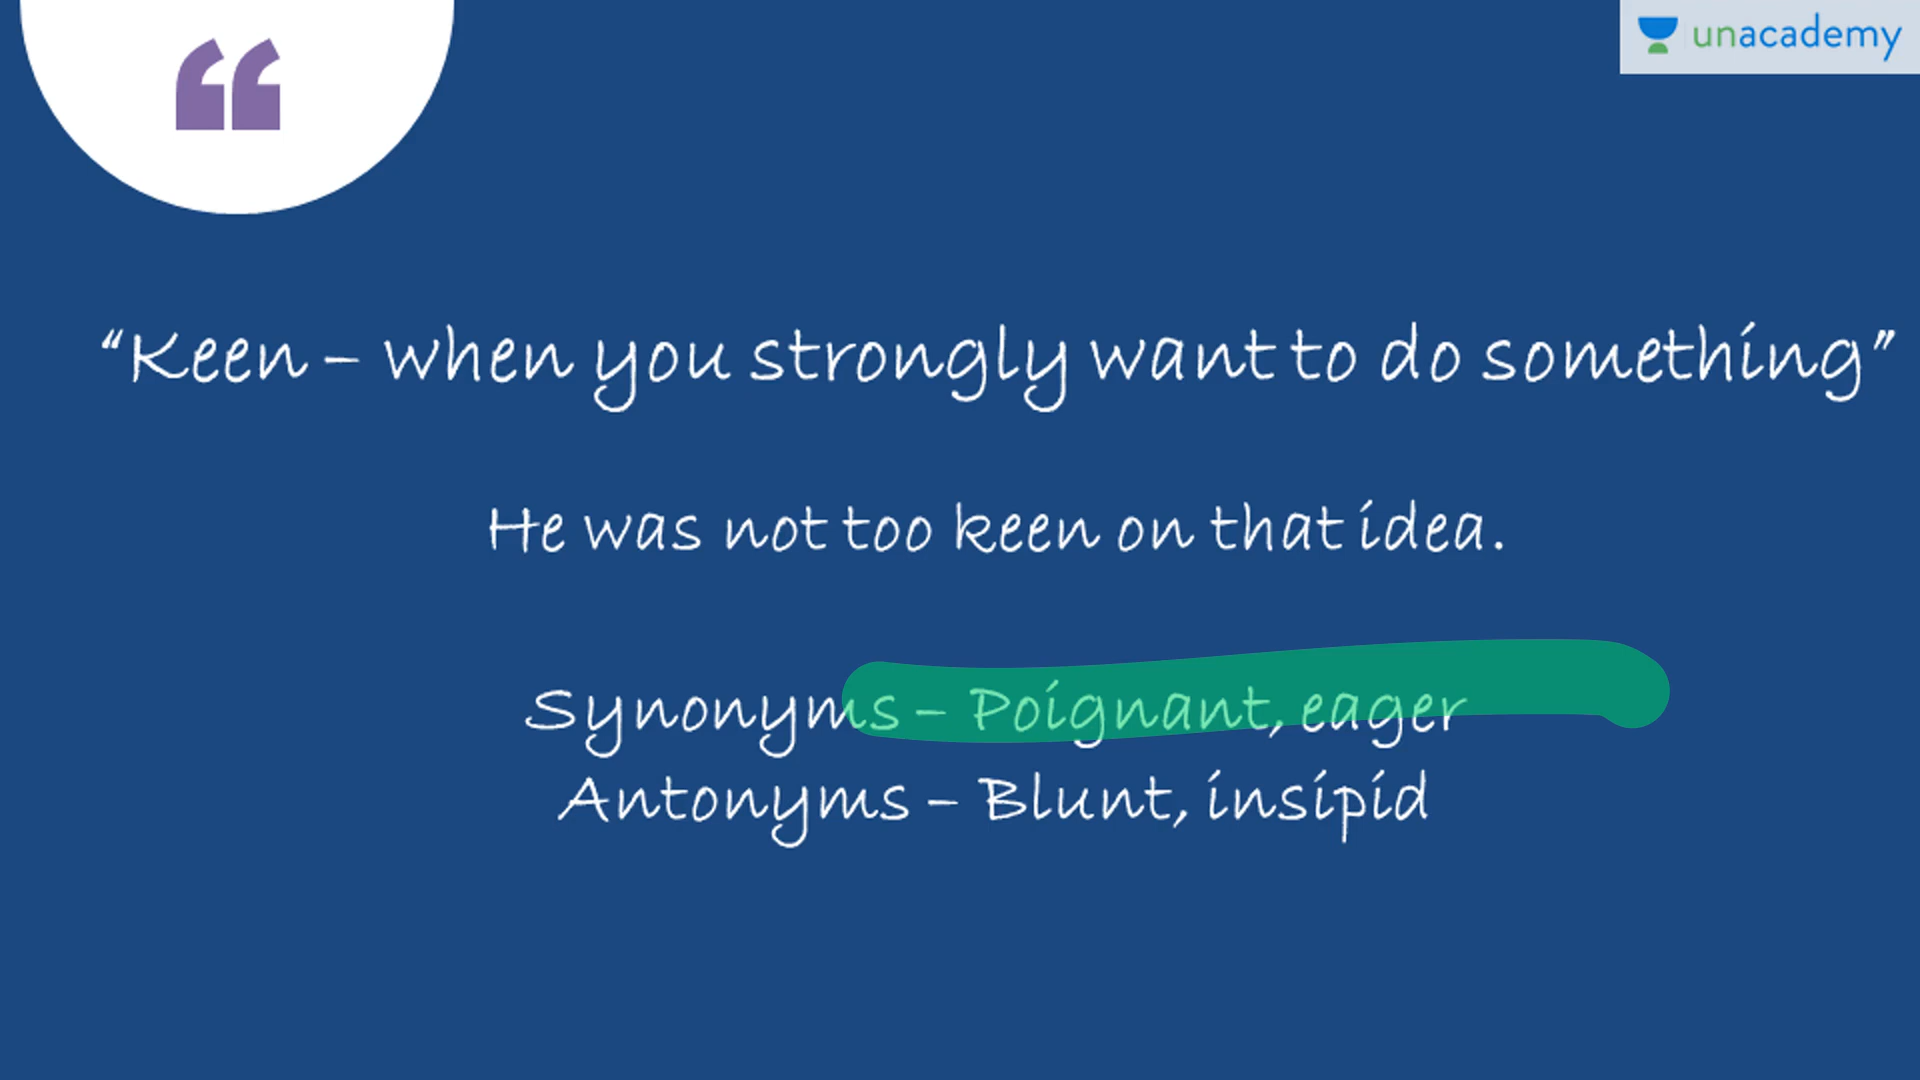 unacademy
“Keen – when you strongly want to do something”
He was not too keen on that idea.
Synonyms – Poignant, eager
Antonyms – Blunt, insipid